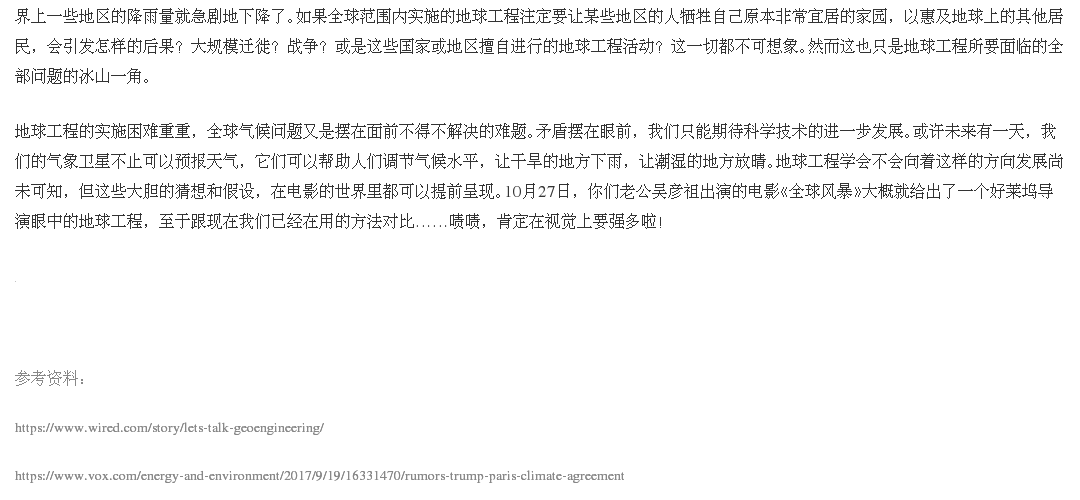 界上一些地区的降雨量就急剧地下降了。如果全球范围内实施的地球工程注定要让某些地区的人牺牲自己原本非常宜居的家园，以惠及地球上的其他居
民，会引发怎样的后果？大规模迁徙？战争？或是这些国家或地区擅自进行的地球工程活动？这一切都不可想象。然而这也只是地球工程所要面临的全
部问题的冰山一角。
地球工程的实施困难重重，全球气候问题又是摆在面前不得不解决的难题。矛盾摆在眼前，我们只能期待科学技术的进一步发展。或许未来有一天，我
们的气象卫星不止可以预报天气，它们可以帮助人们调节气候水平，让干旱的地方下雨，让潮湿的地方放晴。地球工程学会不会向着这样的方向发展尚
未可知，但这些大胆的猜想和假设，在电影的世界里都可以提前呈现。10月27日，你们老公吴彦祖出演的电影《全球风暴》大概就给出了一个好莱坞导
演眼中的地球工程，至于跟现在我们已经在用的方法对比……啧啧，肯定在视觉上要强多啦！
参考资料：
https://www.wired.com/story/lets-talk-geoengineering/
https://www.vox.com/energy-and-environment/2017/9/19/16331470/rumors-trump-paris-climate-agreement